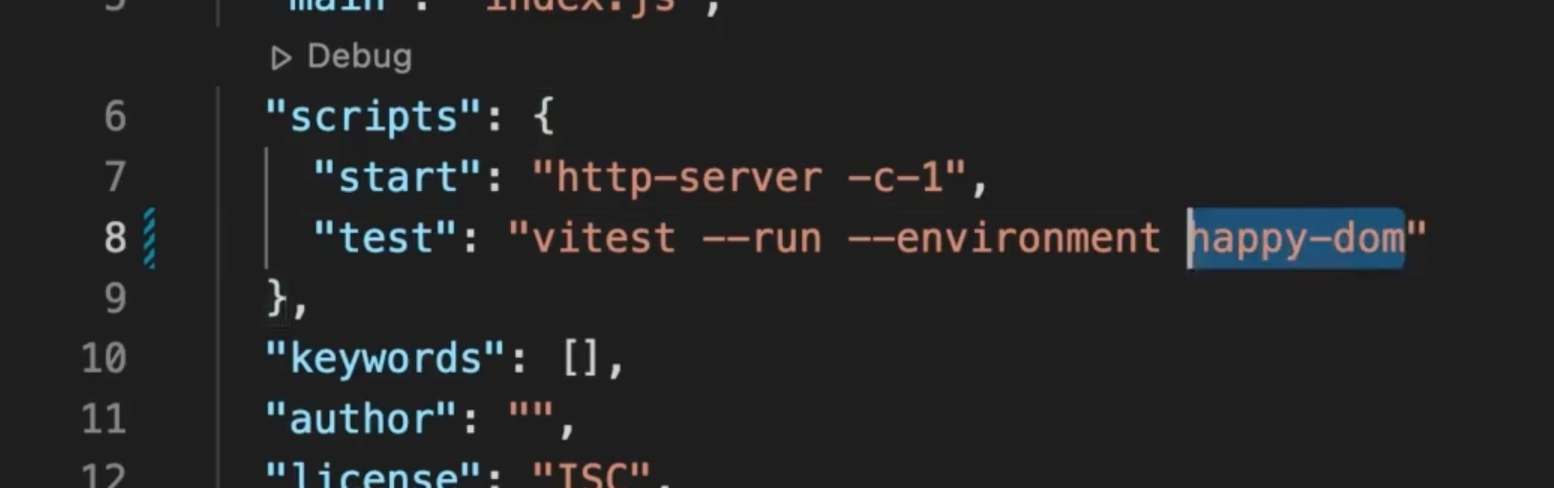 5 "main": "index.js",
Debug
6 "scripts": {
7 "start": "http-server -c-1",
8 "test": "vitest --run --environment happy-dom"
9 },
10 "keywords": [],
11 "author": "",
12 "license": "ISC",